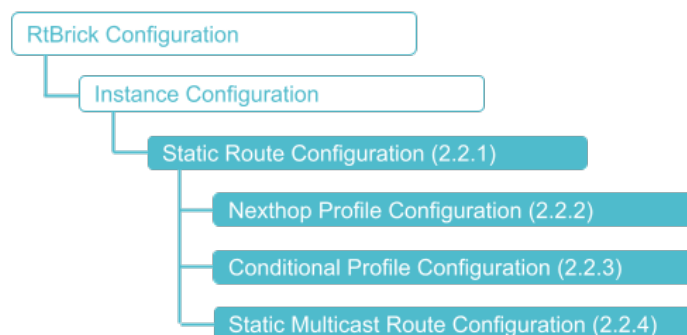 RtBrick Configuration
Instance Configuration
Static Route Configuration (2.2.1)
Nexthop Profile Configuration (2.2.2)
Conditional Profile Configuration (2.2.3)
Static Multicast Route Configuration (2.2.4)